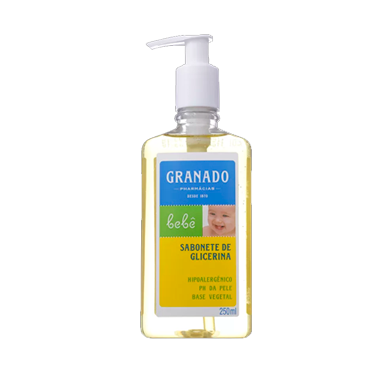 GRANADO
PHARMÁCIAS
DESDE 1870
bebê
SABONETE DE
GLICERINA
HIPOALERGÊNICO
PH DA PELE
BASE VEGETAL
250ml